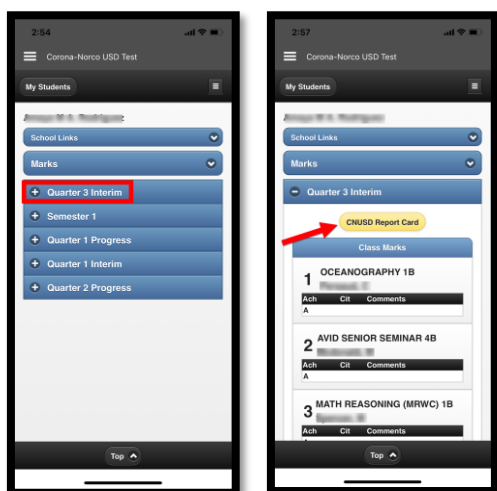 2:54
Corona-Norco USD Test
My Students
School Links
Marks
Quarter 3 Interim
Semester 1
Quarter 1 Progress
Quarter 1 Interim
Quarter 2 Progress
Top
2:57
Corona-Norco USD Test
My Students
School Links
Marks
Quarter 3 Interim
CNUSD Report Card
Class Marks
1 OCEANOGRAPHY 1B
Ach Cit Comments
A
2 AVID SENIOR SEMINAR 4B
Ach Cit Comments
A
3 MATH REASONING (MRWC) 1B
Ach Cit Comments
Top